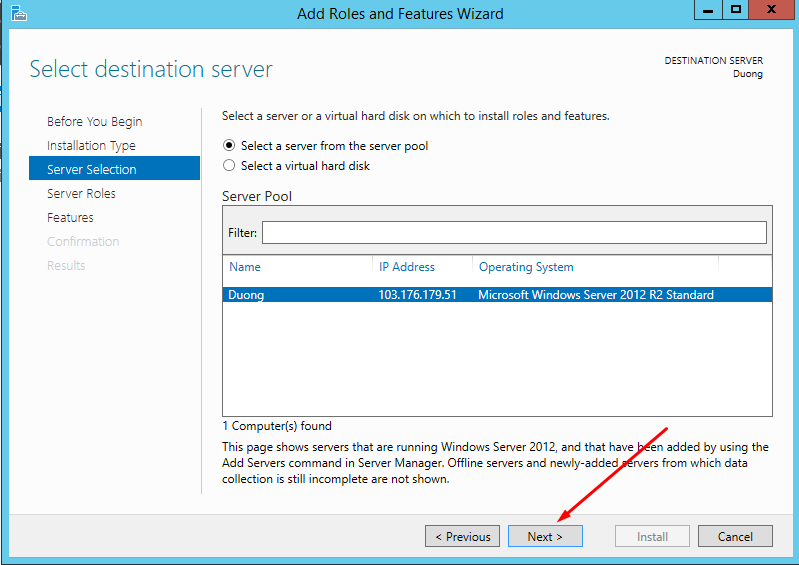 Add Roles and Features Wizard
Select destination server
DESTINATION SERVER
Duong
Before You Begin
Installation Type
Server Selection
Server Roles
Features
Confirmation
Results
Select a server or a virtual hard disk on which to install roles and features.
Select a server from the server pool
Select a virtual hard disk
Server Pool
Filter:
Name IP Address Operating System
Duong 103.176.179.51 Microsoft Windows Server 2012 R2 Standard
1 Computer(s) found
This page shows servers that are running Windows Server 2012, and that have been added by using the
Add Servers command in Server Manager. Offline servers and newly-added servers from which data
collection is still incomplete are not shown.
< Previous Next > Install Cancel